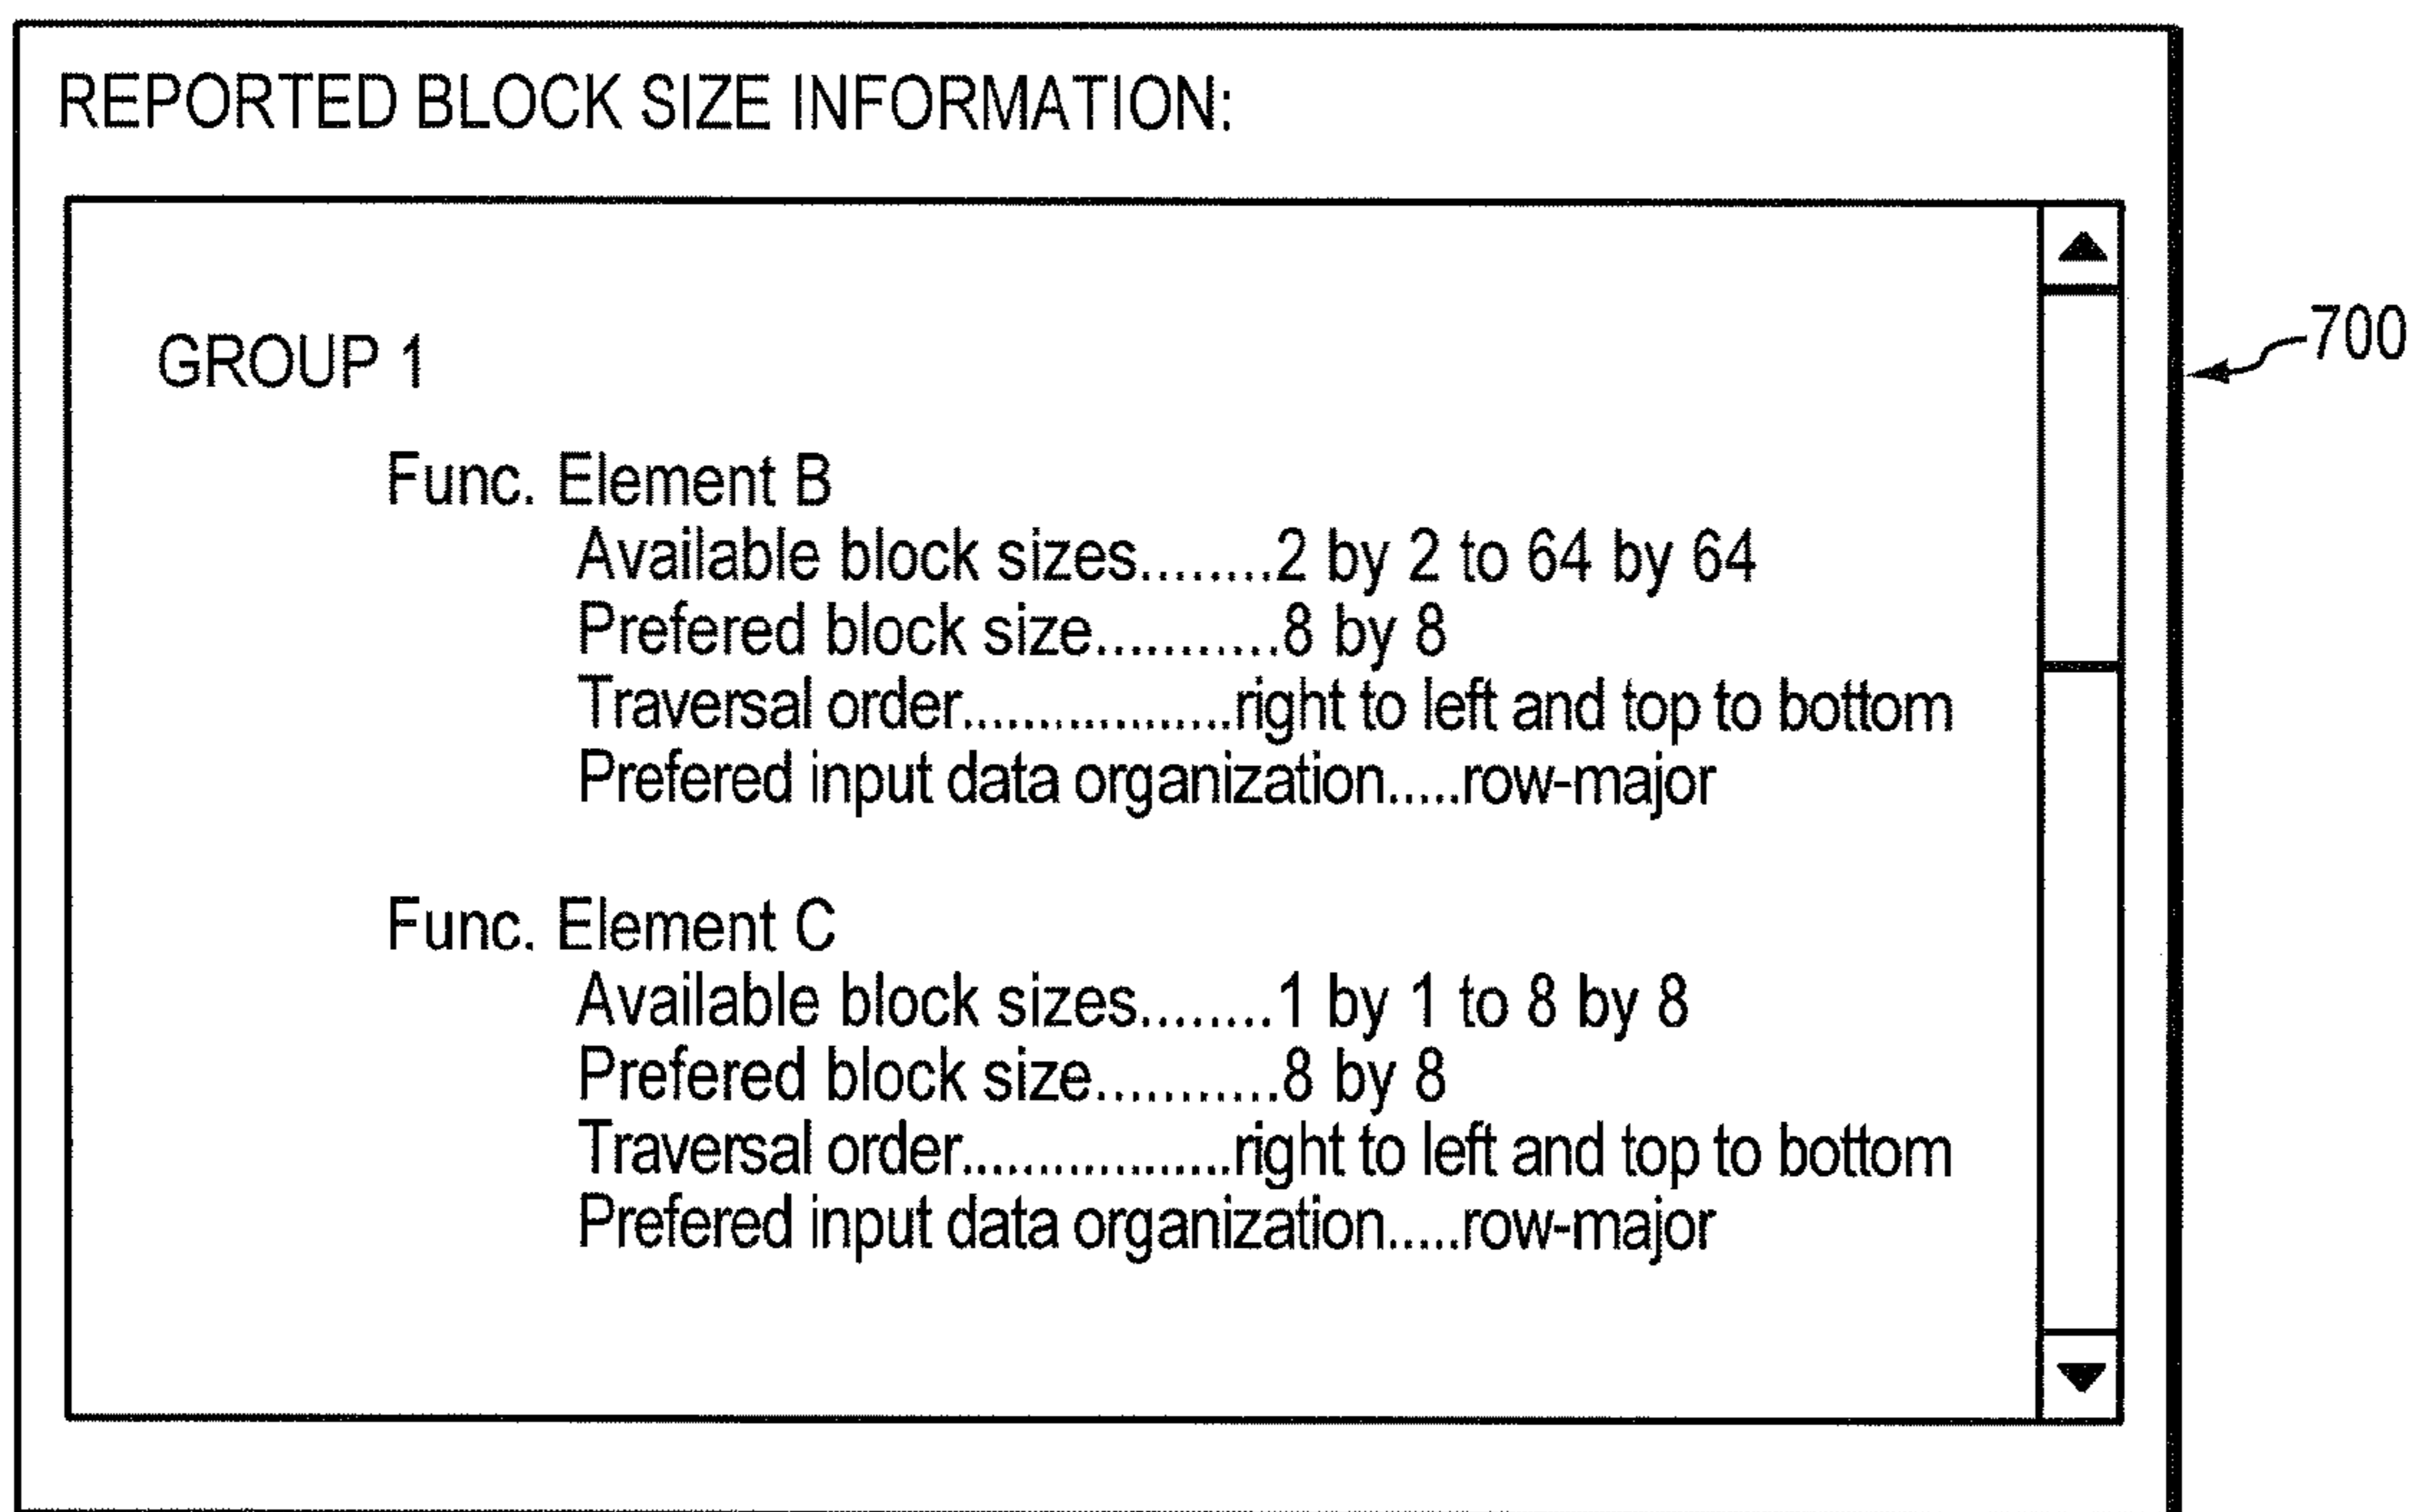 REPORTED BLOCK SIZE INFORMATION:
700
GROUP 1
Func. Element B
Available block sizes........2 by 2 to 64 by 64
Prefered block size...........8 by 8
Traversal order..................right to left and top to bottom
Prefered input data organization.....row-major
Func. Element C
Available block sizes........1 by 1 to 8 by 8
Prefered block size...........8 by 8
Traversal order..................right to left and top to bottom
Prefered input data organization.....row-major